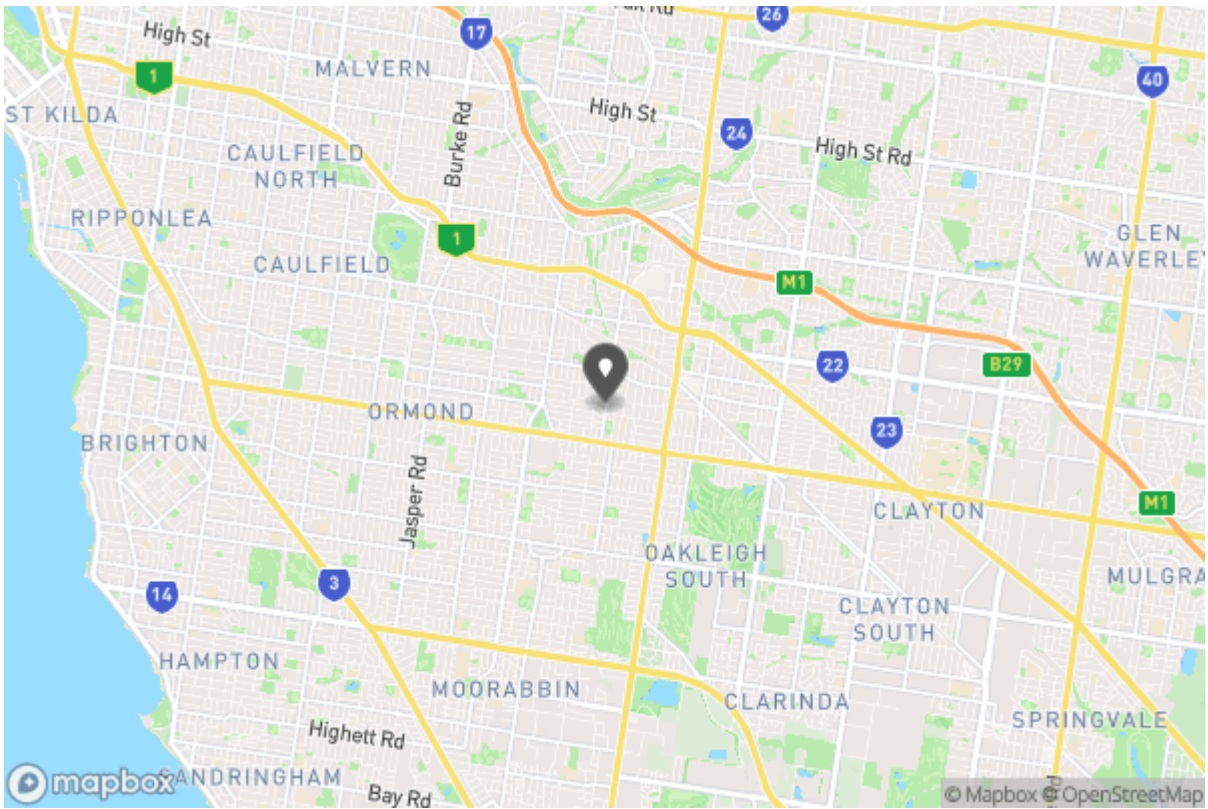 26
17
High St
MALVERN
1
40
ST KILDA
High St
24
CAULFIELD
NORTH
Burke Rd
High St Rd
RIPPONLEA
GLEN
WAVERLEY
1
CAULFIELD
M1
22
B29
ORMOND
23
BRIGHTON
M1
CLAYTON
Jasper Rd
OAKLEIGH
SOUTH
3
MULGRA
14
CLAYTON
SOUTH
HAMPTON
MOORABBIN
CLARINDA
SPRINGVALE
Highett Rd
mapbox
SANDRINGHAM
Bay Rd
© Mapbox © OpenStreetMap